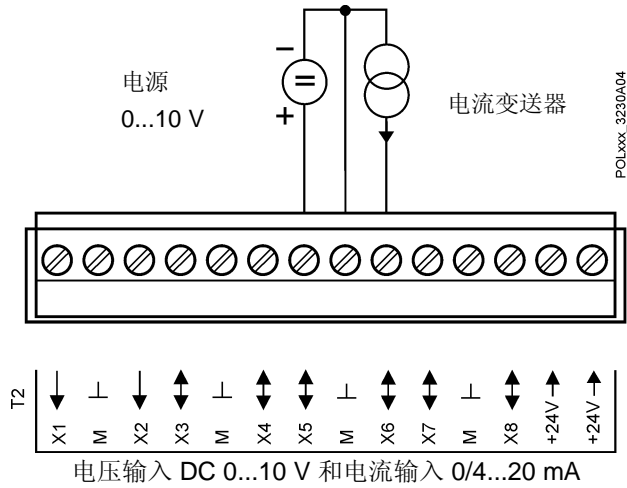 电源
0...10 V
−
+
电流变送器
POLxxx_3230A04
T2
X1 M X2 X3 M X4 X5 M X6 X7 M X8 +24V +24V
电压输入 DC 0...10 V 和电流输入 0/4...20 mA